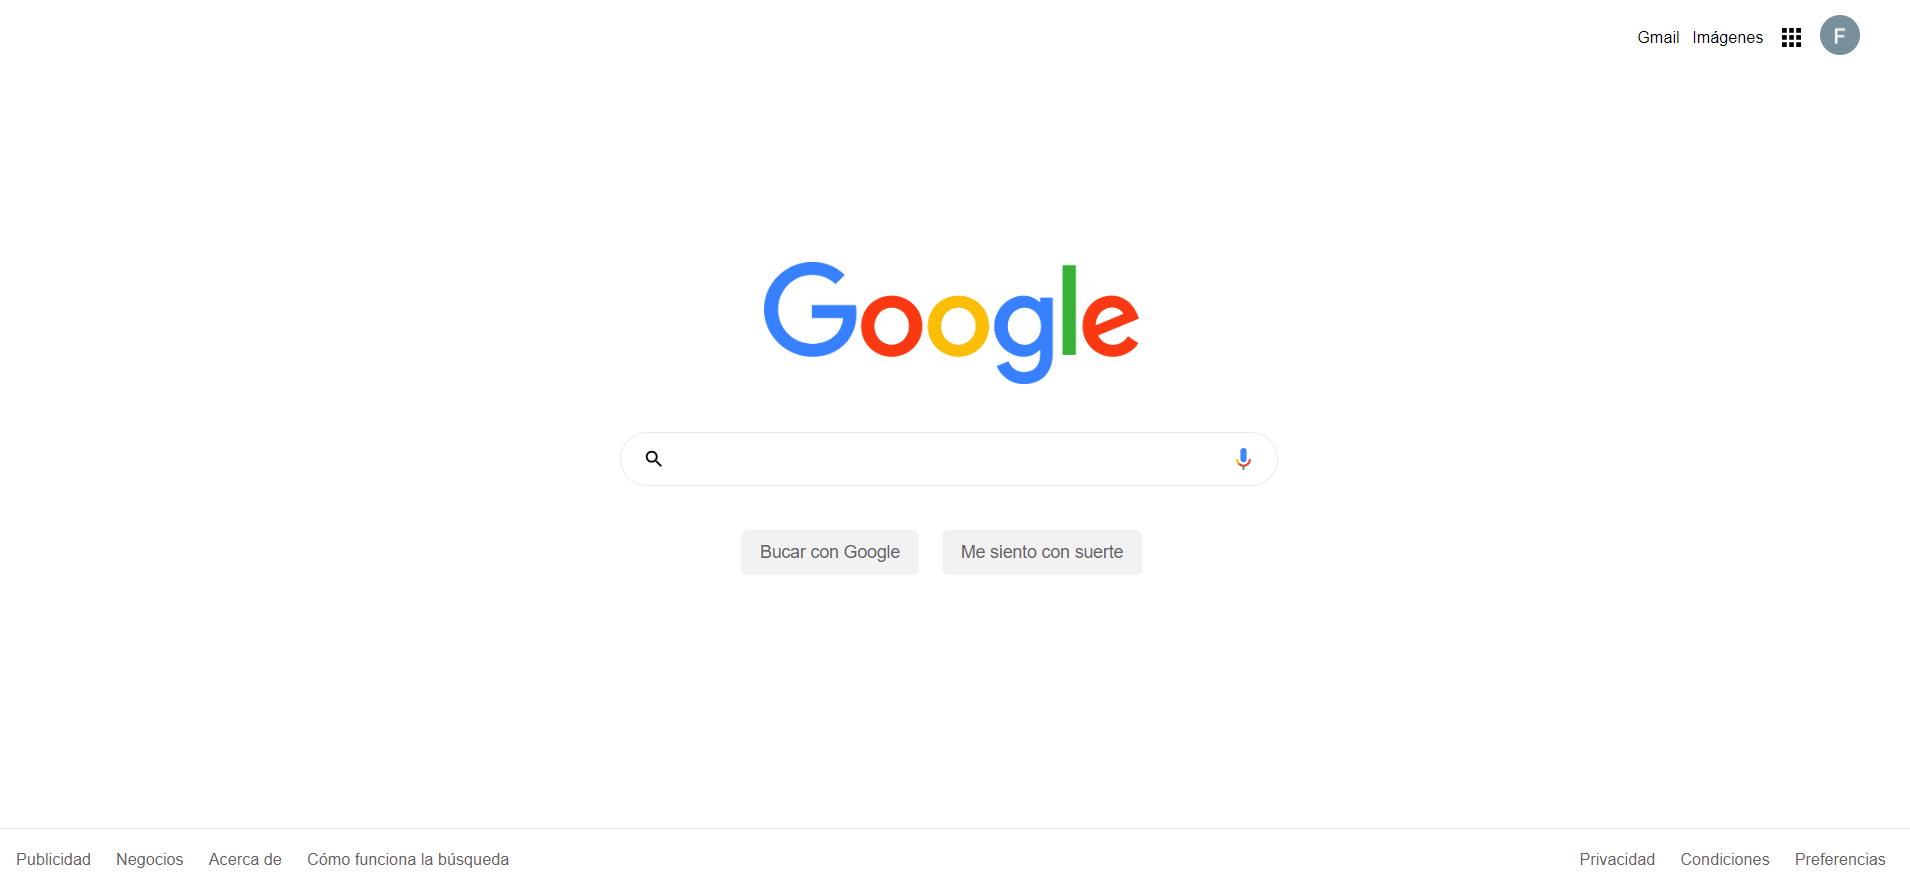 Gmail Imágenes F
Google
Bucar con Google Me siento con suerte
Publicidad Negocios Acerca de Cómo funciona la búsqueda Privacidad Condiciones Preferencias